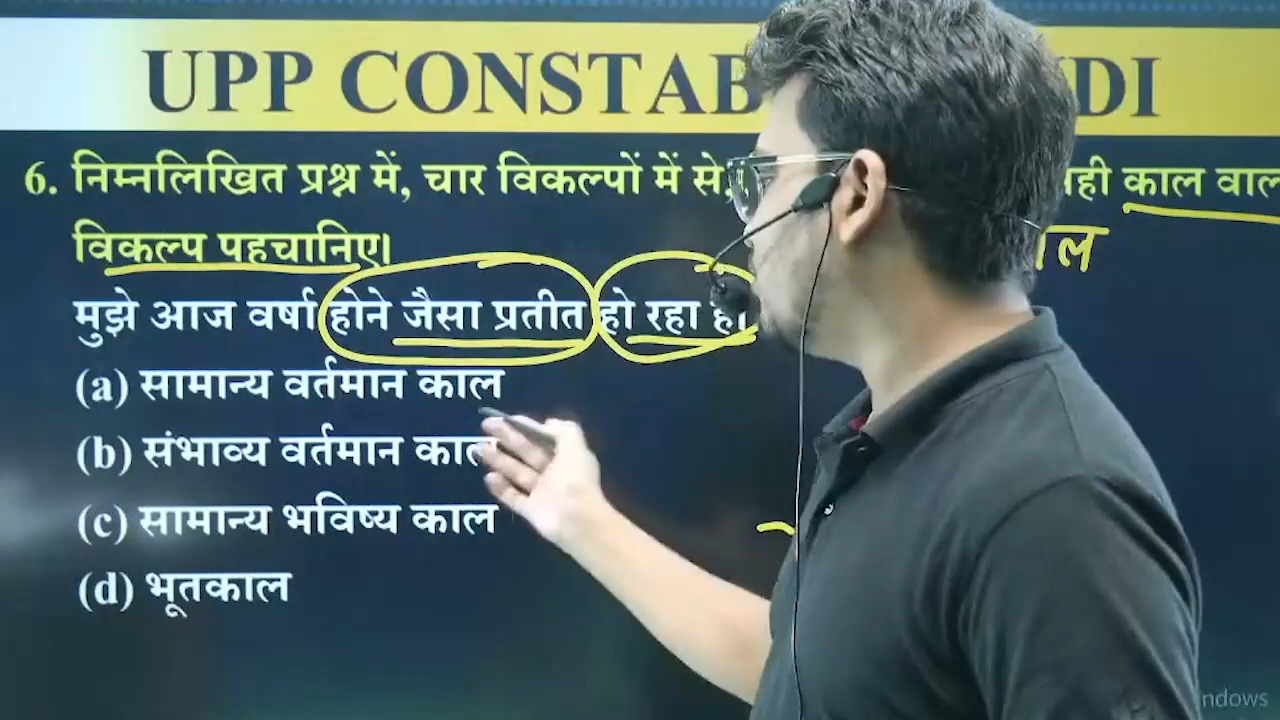 UPP CONSTAB DI
6. निम्नलिखित प्रश्न में, चार विकल्पों में से, काल वाल
विकल्प पहचानिए।
ल
मुझे आज वर्षा होने जैसा प्रतीत हो रहा है।
(a) सामान्य वर्तमान काल
(b) संभाव्य वर्तमान काल
(c) सामान्य भविष्य काल
(d) भूतकाल
ndows